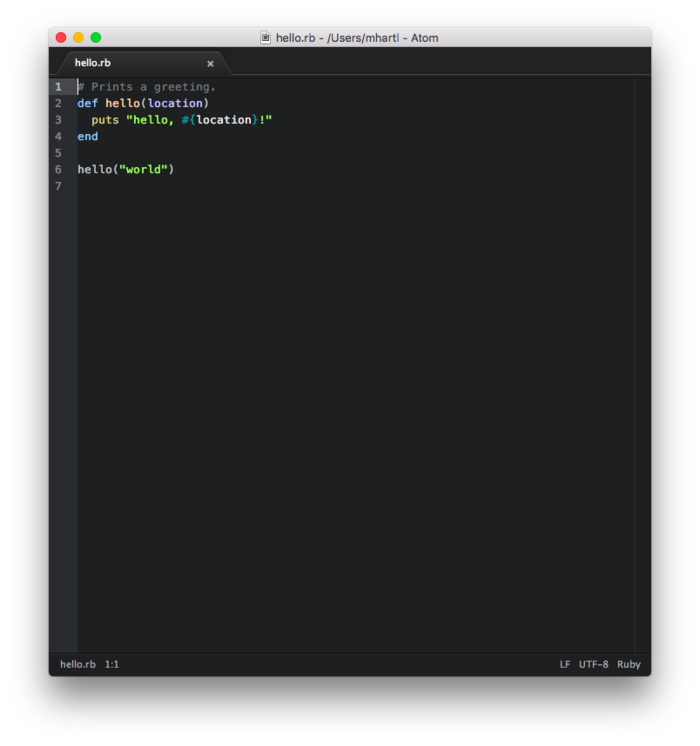 hello.rb - /Users/mhartl - Atom
hello.rb ×
1 # Prints a greeting.
2 def hello(location)
3   puts "hello, #{location}!"
4 end
5
6 hello("world")
7
hello.rb 1:1 LF UTF-8 Ruby